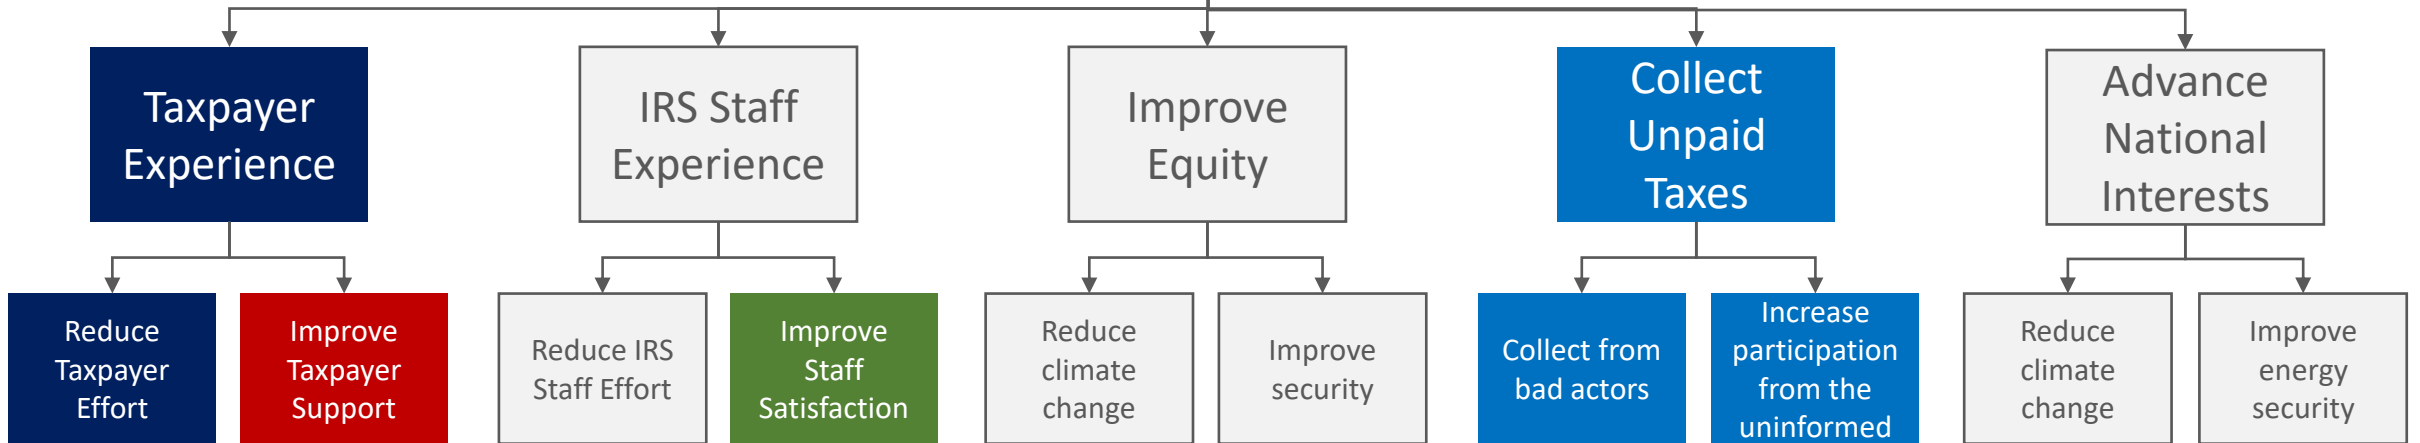 Taxpayer
Experience
IRS Staff
Experience
Improve
Equity
Collect
Unpaid
Taxes
Advance
National
Interests
Reduce
Taxpayer
Effort
Improve
Taxpayer
Support
Reduce IRS
Staff Effort
Improve
Staff
Satisfaction
Reduce
climate
change
Improve
security
Collect from
bad actors
Increase
participation
from the
uninformed
Reduce
climate
change
Improve
energy
security